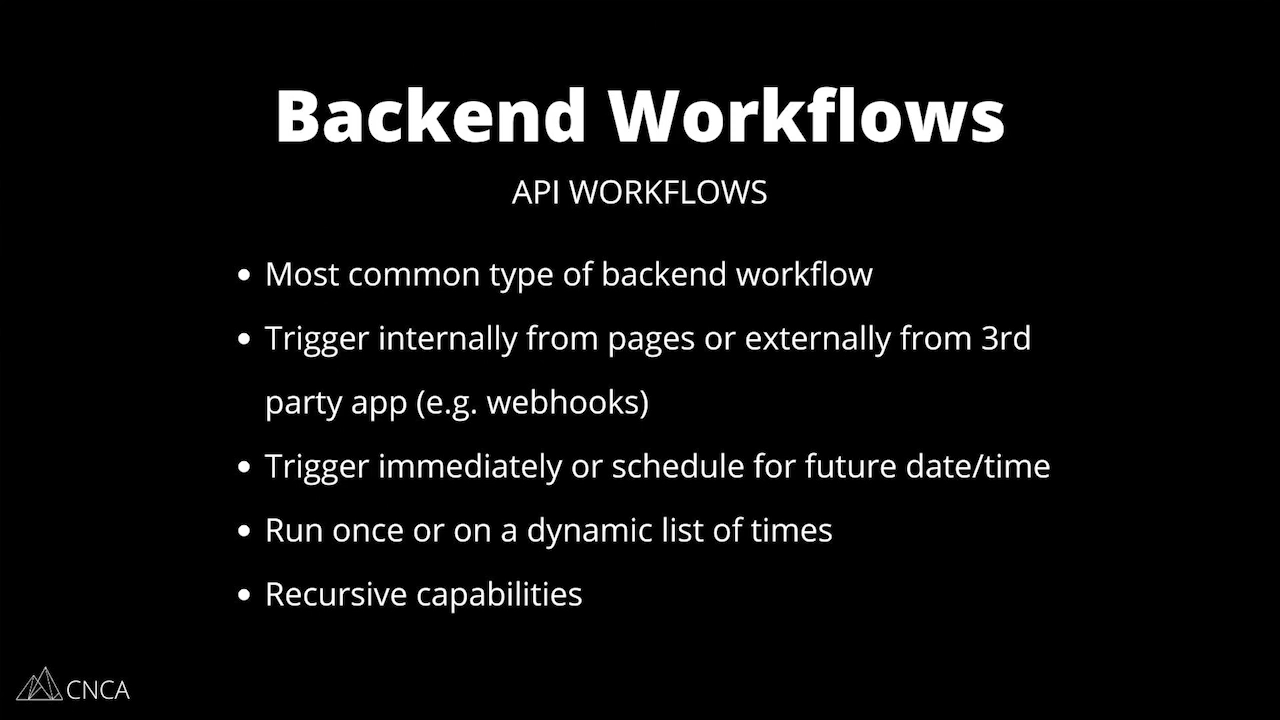 Backend Workflows
API WORKFLOWS
• Most common type of backend workflow
• Trigger internally from pages or externally from 3rd
party app (e.g. webhooks)
• Trigger immediately or schedule for future date/time
• Run once or on a dynamic list of times
• Recursive capabilities
CNCA